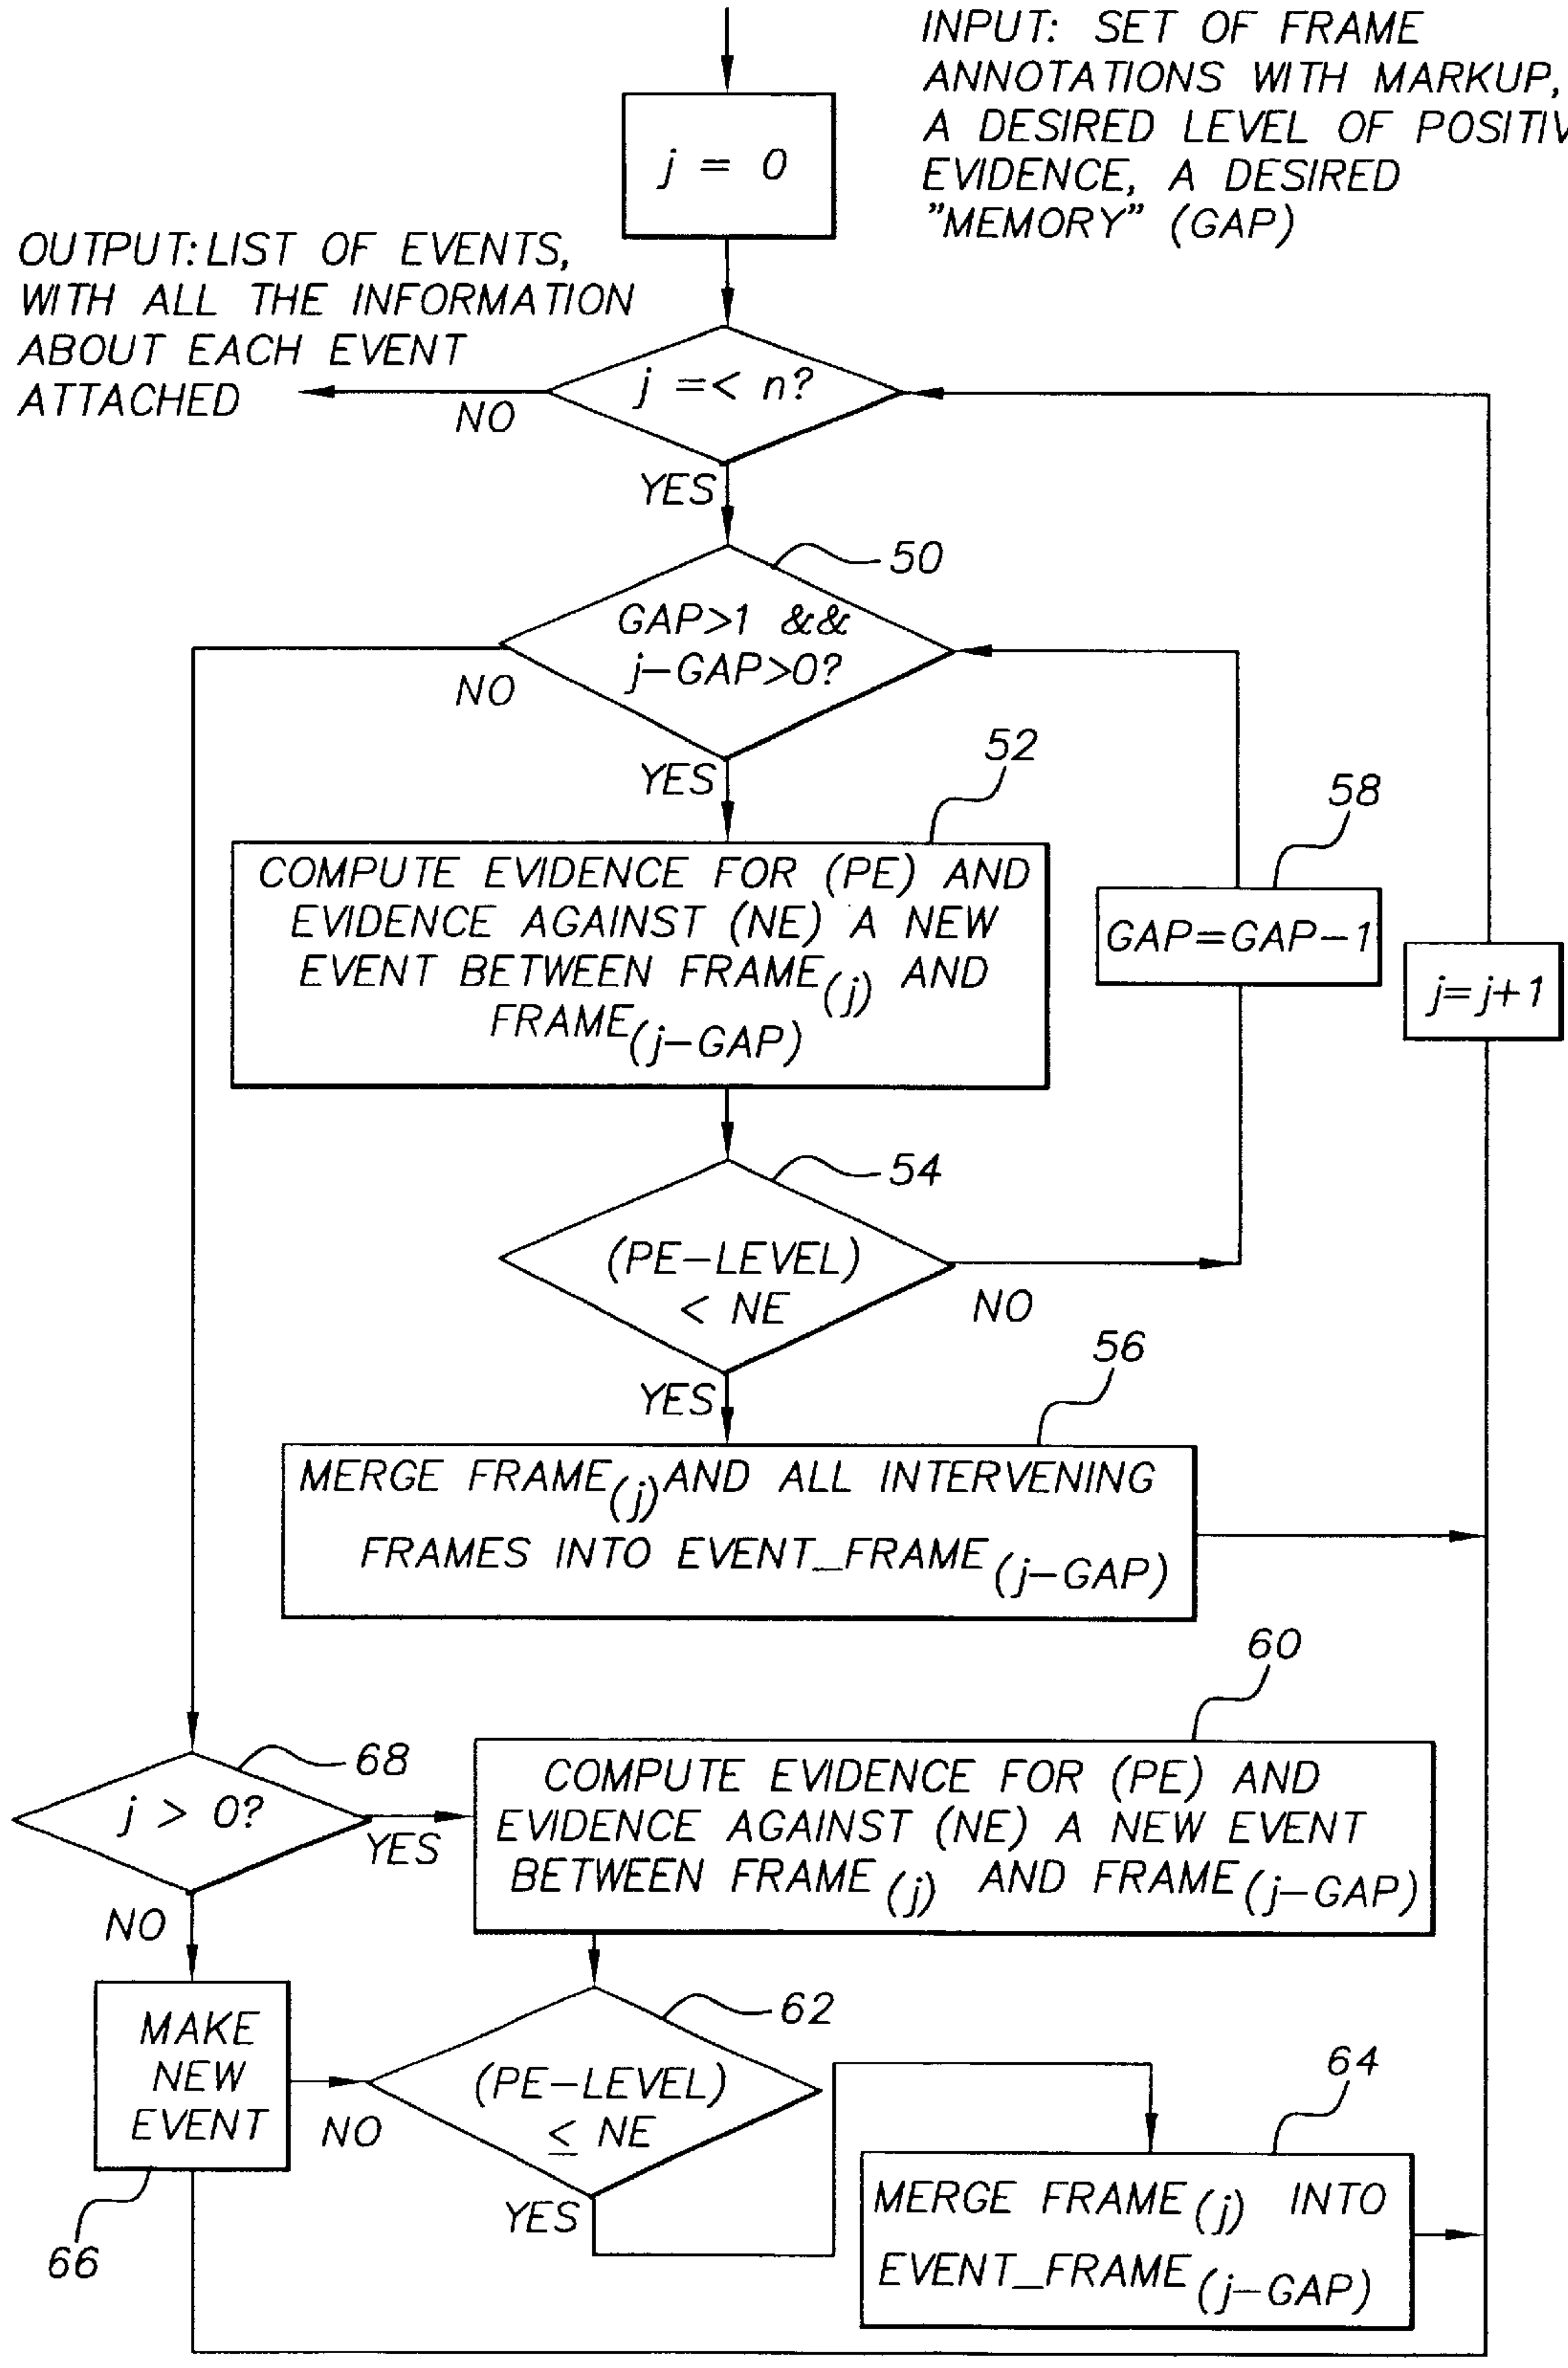 INPUT: SET OF FRAME
ANNOTATIONS WITH MARKUP,
A DESIRED LEVEL OF POSITIV
EVIDENCE, A DESIRED
"MEMORY" (GAP)
j = 0
OUTPUT: LIST OF EVENTS,
WITH ALL THE INFORMATION
ABOUT EACH EVENT
ATTACHED
j =< n?
NO
YES
50
GAP>1 &&
j-GAP>0?
NO
YES
52
COMPUTE EVIDENCE FOR (PE) AND
EVIDENCE AGAINST (NE) A NEW
EVENT BETWEEN FRAME(j) AND
FRAME(j-GAP)
58
GAP=GAP-1
j=j+1
54
(PE-LEVEL)
< NE
NO
YES
56
MERGE FRAME(j) AND ALL INTERVENING
FRAMES INTO EVENT_FRAME(j-GAP)
60
68
j > 0?
YES
NO
COMPUTE EVIDENCE FOR (PE) AND
EVIDENCE AGAINST (NE) A NEW EVENT
BETWEEN FRAME(j) AND FRAME(j-GAP)
MAKE
NEW
EVENT
66
NO
62
(PE-LEVEL)
≤ NE
YES
64
MERGE FRAME(j) INTO
EVENT_FRAME(j-GAP)